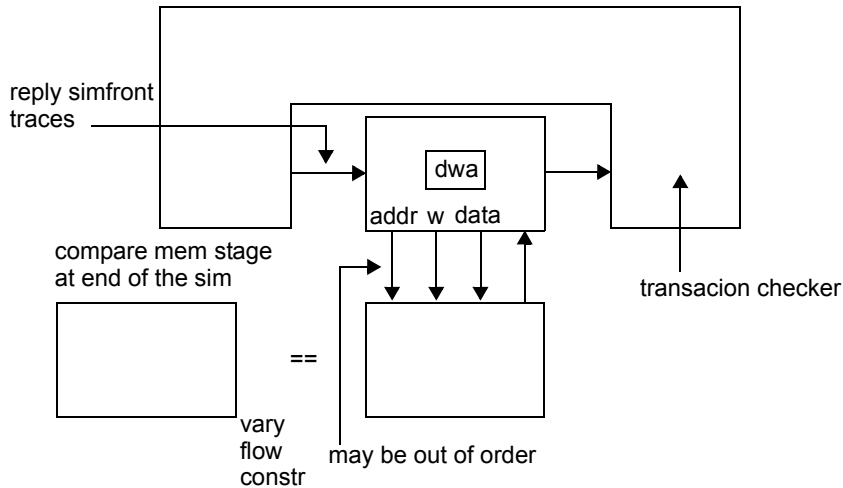 reply simfront
traces
dwa
addr w data
compare mem stage
at end of the sim
transacion checker
==
vary
flow
constr
may be out of order